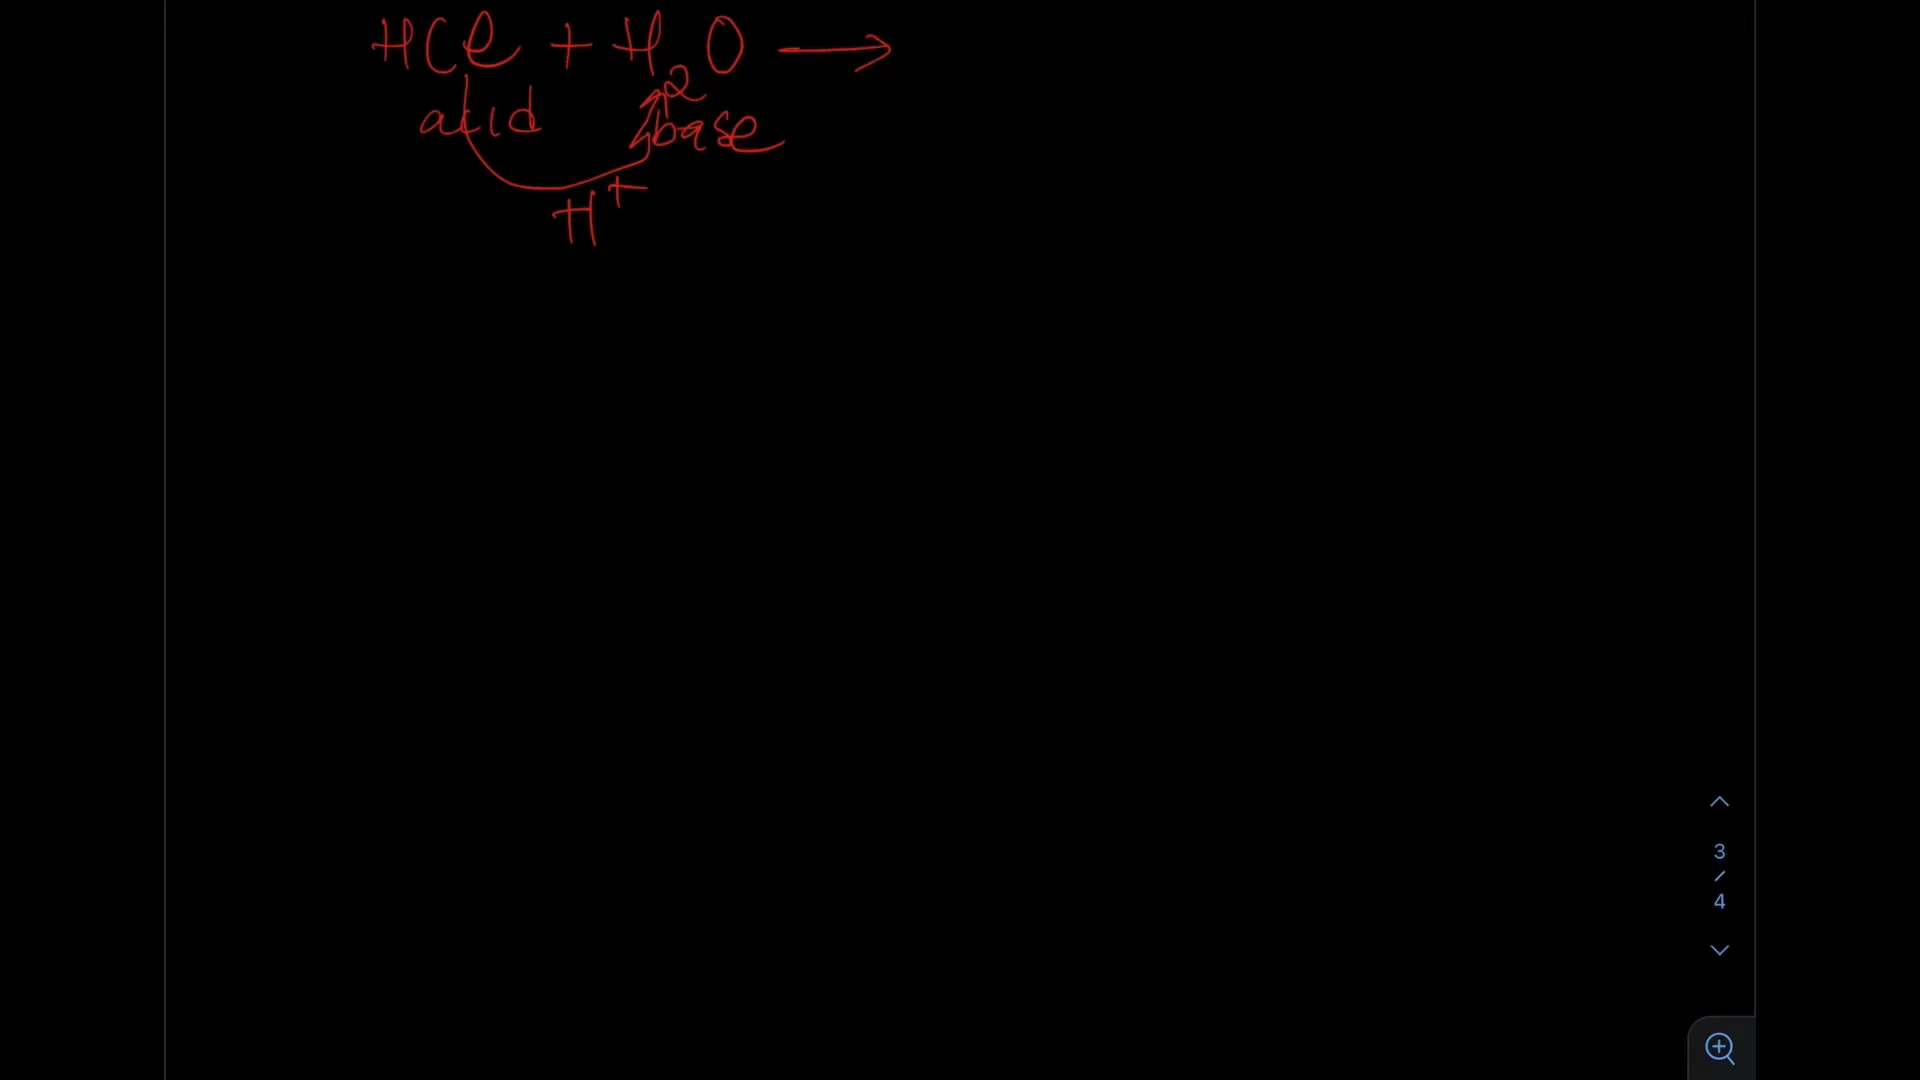 HCl + H₂O →
acid base
H⁺
3
/
4